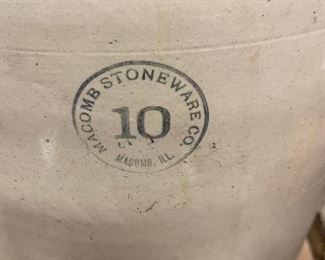 MACOMB STONEWARE CO.
10
MACOMB, ILL.